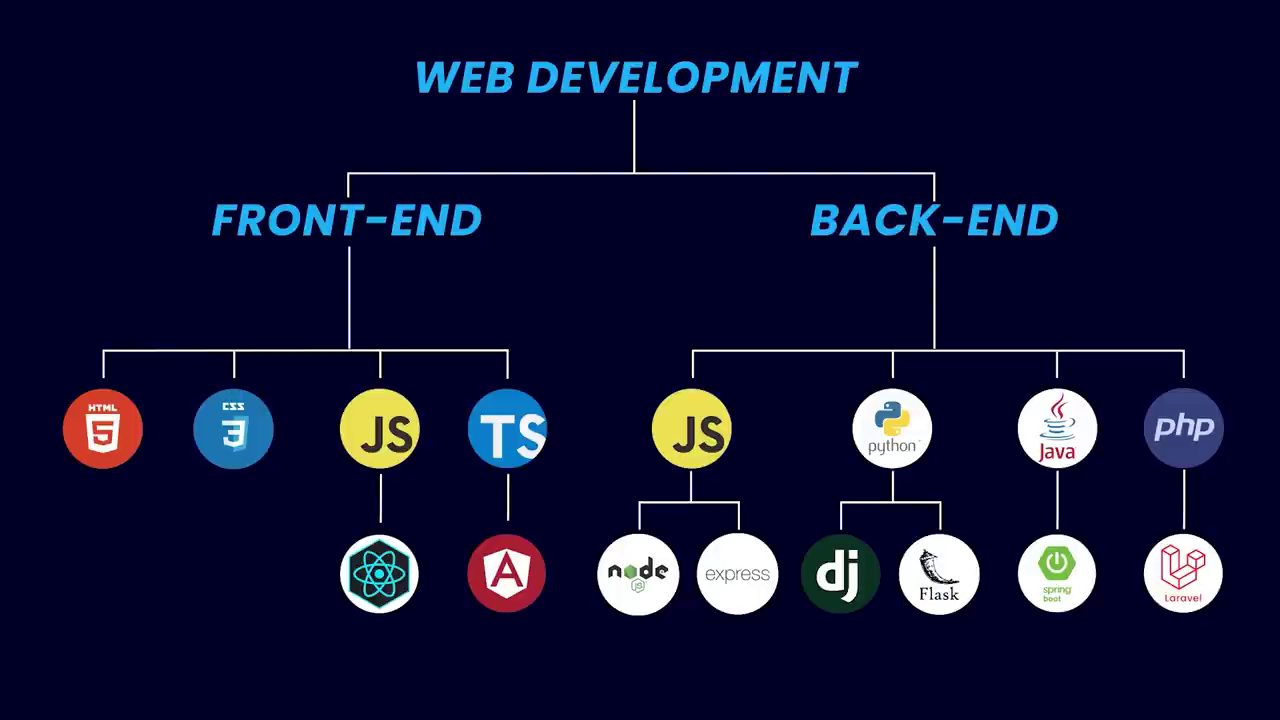 WEB DEVELOPMENT
FRONT-END
BACK-END
HTML
5
CSS
3
JS
TS
JS
python
Java
php
A
node
JS
express
dj
Flask
spring
boot
Laravel